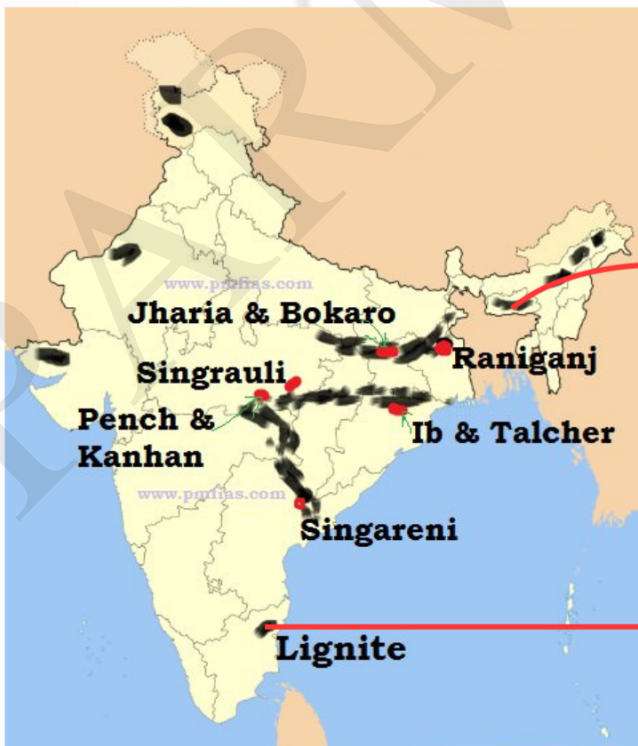 www.pmfias.com
Jharia & Bokaro
Raniganj
Singrauli
Pench &
Kanhan
Ib & Talcher
www.pmfias.com
Singareni
Lignite